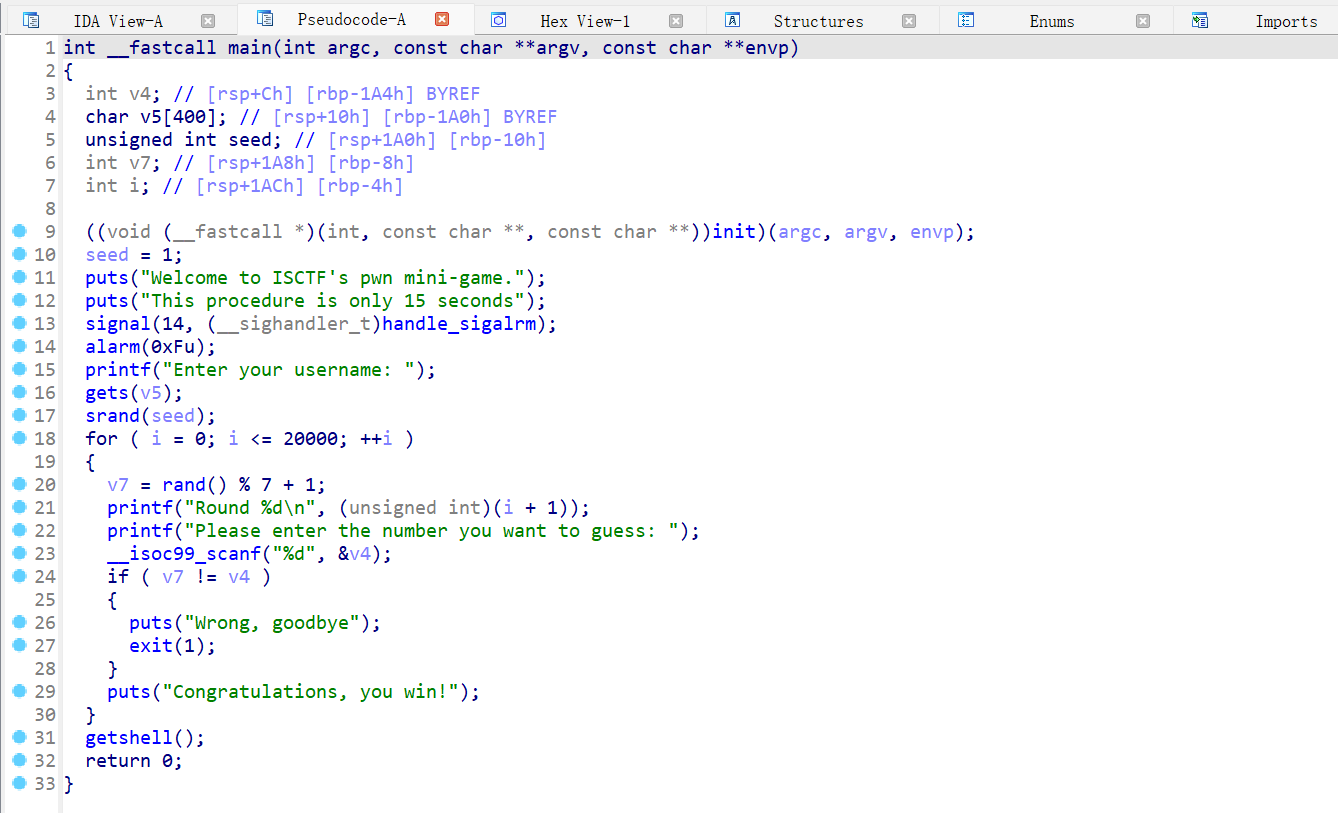 IDA View-A Pseudocode-A Hex View-1 Structures Enums Imports
1 int __fastcall main(int argc, const char **argv, const char **envp)
2 {
3   int v4; // [rsp+Ch] [rbp-1A4h] BYREF
4   char v5[400]; // [rsp+10h] [rbp-1A0h] BYREF
5   unsigned int seed; // [rsp+1A0h] [rbp-10h]
6   int v7; // [rsp+1A8h] [rbp-8h]
7   int i; // [rsp+1ACh] [rbp-4h]
8
9   ((void (__fastcall *)(int, const char **, const char **))init)(argc, argv, envp);
10   seed = 1;
11   puts("Welcome to ISCTF's pwn mini-game.");
12   puts("This procedure is only 15 seconds");
13   signal(14, (__sighandler_t)handle_sigalrm);
14   alarm(0xFu);
15   printf("Enter your username: ");
16   gets(v5);
17   srand(seed);
18   for ( i = 0; i <= 20000; ++i )
19   {
20     v7 = rand() % 7 + 1;
21     printf("Round %d\n", (unsigned int)(i + 1));
22     printf("Please enter the number you want to guess: ");
23     __isoc99_scanf("%d", &v4);
24     if ( v7 != v4 )
25     {
26       puts("Wrong, goodbye");
27       exit(1);
28     }
29     puts("Congratulations, you win!");
30   }
31   getshell();
32   return 0;
33 }